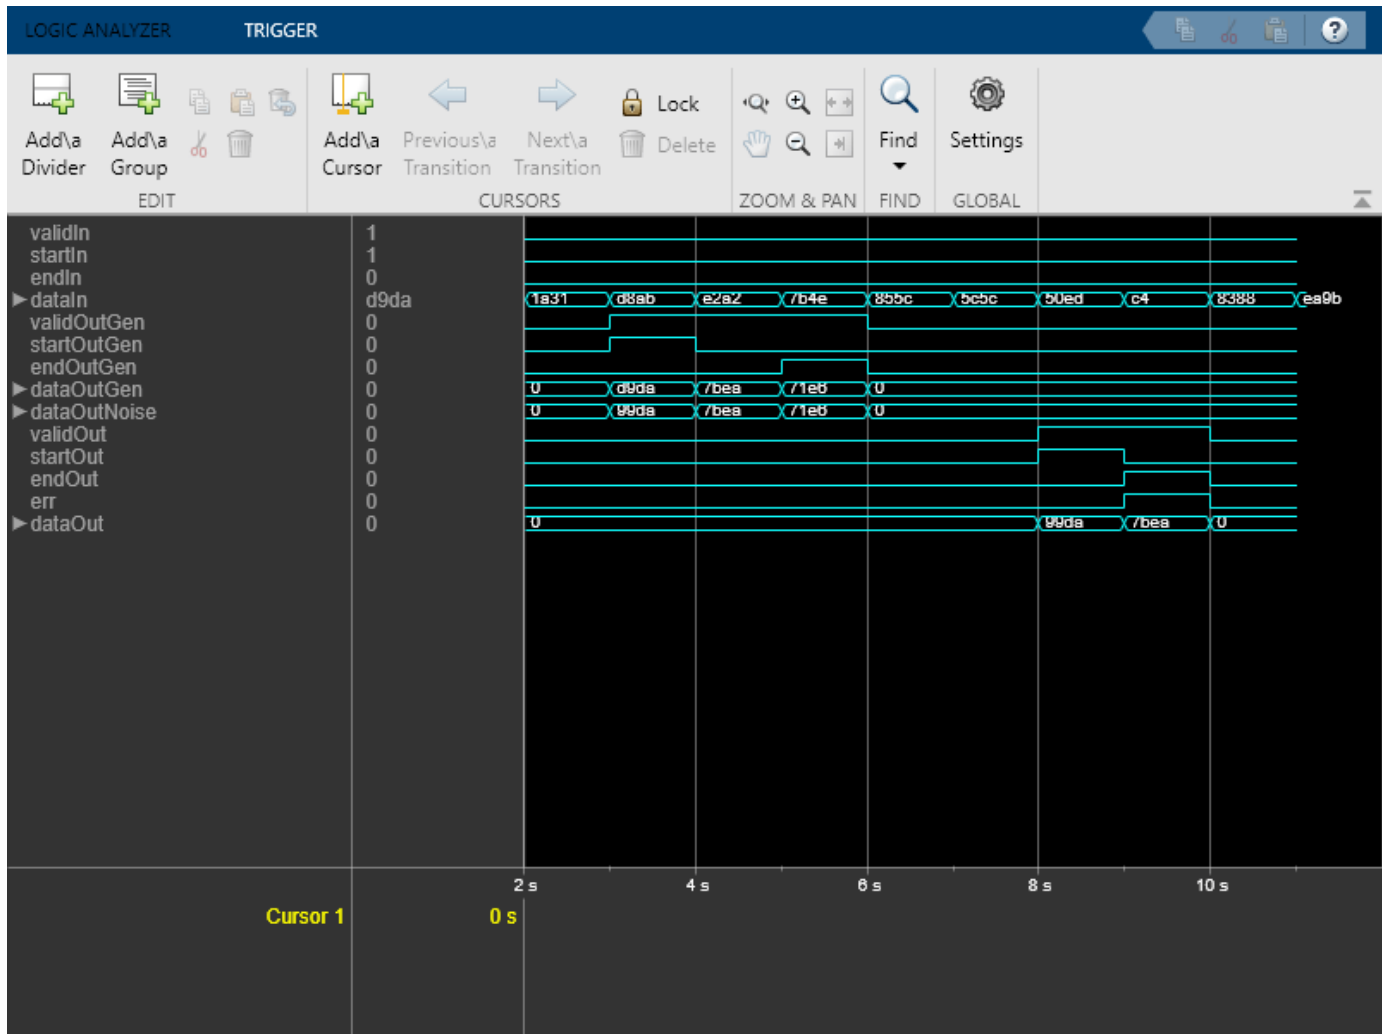 LOGIC ANALYZER TRIGGER ?
Add\a Divider Add\a Group Add\a Cursor Previous\a Transition Next\a Transition Lock Delete Find Settings
EDIT CURSORS ZOOM & PAN FIND GLOBAL
validIn 1
startIn 1
endIn 0
dataIn d9da 1a31 d8ab e2a2 7b4e 855c 5c5c 50ed c4 8388 ea9b
validOutGen 0
startOutGen 0
endOutGen 0
dataOutGen 0 0 d9da 7bea 71e6 0
dataOutNoise 0 0 99da 7bea 71e6 0
validOut 0
startOut 0
endOut 0
err 0
dataOut 0 0 99da 7bea 0
2 s 4 s 6 s 8 s 10 s
Cursor 1 0 s